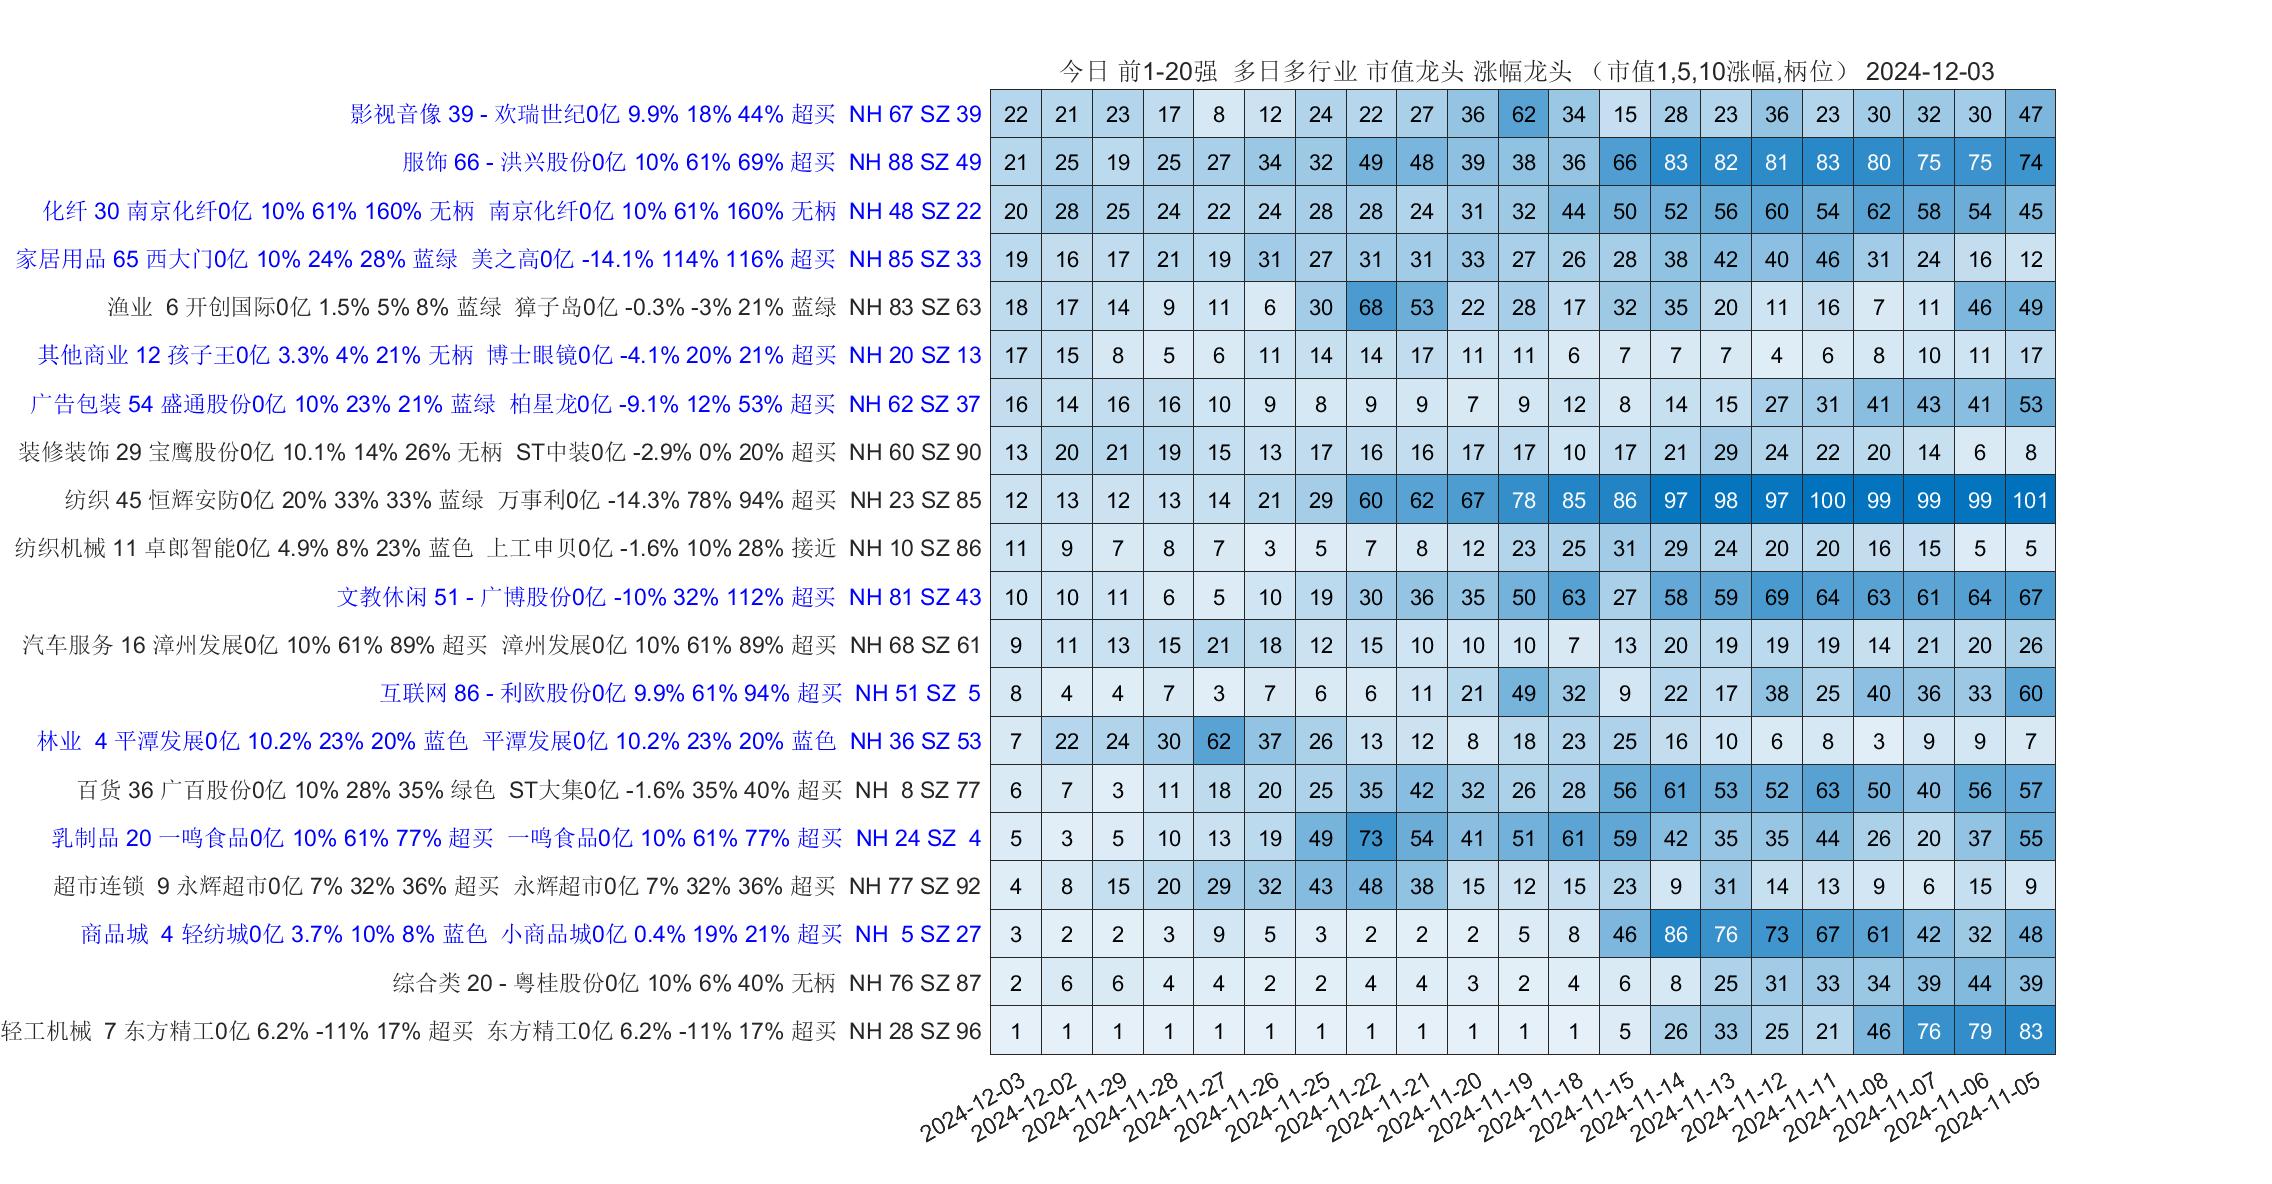 今日 前1-20强 多日多行业 市值龙头 涨幅龙头 （市值1,5,10涨幅,柄位） 2024-12-03
影视音像 39 - 欢瑞世纪0亿 9.9% 18% 44% 超买 NH 67 SZ 39 22 21 23 17 8 12 24 22 27 36 62 34 15 28 23 36 23 30 32 30 47
服饰 66 - 洪兴股份0亿 10% 61% 69% 超买 NH 88 SZ 49 21 25 19 25 27 34 32 49 48 39 38 36 66 83 82 81 83 80 75 75 74
化纤 30 南京化纤0亿 10% 61% 160% 无柄 南京化纤0亿 10% 61% 160% 无柄 NH 48 SZ 22 20 28 25 24 22 24 28 28 24 31 32 44 50 52 56 60 54 62 58 54 45
家居用品 65 西大门0亿 10% 24% 28% 蓝绿 美之高0亿 -14.1% 114% 116% 超买 NH 85 SZ 33 19 16 17 21 19 31 27 31 31 33 27 26 28 38 42 40 46 31 24 16 12
渔业 6 开创国际0亿 1.5% 5% 8% 蓝绿 獐子岛0亿 -0.3% -3% 21% 蓝绿 NH 83 SZ 63 18 17 14 9 11 6 30 68 53 22 28 17 32 35 20 11 16 7 11 46 49
其他商业 12 孩子王0亿 3.3% 4% 21% 无柄 博士眼镜0亿 -4.1% 20% 21% 超买 NH 20 SZ 13 17 15 8 5 6 11 14 14 17 11 11 6 7 7 7 4 6 8 10 11 17
广告包装 54 盛通股份0亿 10% 23% 21% 蓝绿 柏星龙0亿 -9.1% 12% 53% 超买 NH 62 SZ 37 16 14 16 16 10 9 8 9 9 7 9 12 8 14 15 27 31 41 43 41 53
装修装饰 29 宝鹰股份0亿 10.1% 14% 26% 无柄 ST中装0亿 -2.9% 0% 20% 超买 NH 60 SZ 90 13 20 21 19 15 13 17 16 16 17 17 10 17 21 29 24 22 20 14 6 8
纺织 45 恒辉安防0亿 20% 33% 33% 蓝绿 万事利0亿 -14.3% 78% 94% 超买 NH 23 SZ 85 12 13 12 13 14 21 29 60 62 67 78 85 86 97 98 97 100 99 99 99 101
纺织机械 11 卓郎智能0亿 4.9% 8% 23% 蓝色 上工申贝0亿 -1.6% 10% 28% 接近 NH 10 SZ 86 11 9 7 8 7 3 5 7 8 12 23 25 31 29 24 20 20 16 15 5 5
文教休闲 51 - 广博股份0亿 -10% 32% 112% 超买 NH 81 SZ 43 10 10 11 6 5 10 19 30 36 35 50 63 27 58 59 69 64 63 61 64 67
汽车服务 16 漳州发展0亿 10% 61% 89% 超买 漳州发展0亿 10% 61% 89% 超买 NH 68 SZ 61 9 11 13 15 21 18 12 15 10 10 10 7 13 20 19 19 19 14 21 20 26
互联网 86 - 利欧股份0亿 9.9% 61% 94% 超买 NH 51 SZ 5 8 4 4 7 3 7 6 6 11 21 49 32 9 22 17 38 25 40 36 33 60
林业 4 平潭发展0亿 10.2% 23% 20% 蓝色 平潭发展0亿 10.2% 23% 20% 蓝色 NH 36 SZ 53 7 22 24 30 62 37 26 13 12 8 18 23 25 16 10 6 8 3 9 9 7
百货 36 广百股份0亿 10% 28% 35% 绿色 ST大集0亿 -1.6% 35% 40% 超买 NH 8 SZ 77 6 7 3 11 18 20 25 35 42 32 26 28 56 61 53 52 63 50 40 56 57
乳制品 20 一鸣食品0亿 10% 61% 77% 超买 一鸣食品0亿 10% 61% 77% 超买 NH 24 SZ 4 5 3 5 10 13 19 49 73 54 41 51 61 59 42 35 35 44 26 20 37 55
超市连锁 9 永辉超市0亿 7% 32% 36% 超买 永辉超市0亿 7% 32% 36% 超买 NH 77 SZ 92 4 8 15 20 29 32 43 48 38 15 12 15 23 9 31 14 13 9 6 15 9
商品城 4 轻纺城0亿 3.7% 10% 8% 蓝色 小商品城0亿 0.4% 19% 21% 超买 NH 5 SZ 27 3 2 2 3 9 5 3 2 2 2 5 8 46 86 76 73 67 61 42 32 48
综合类 20 - 粤桂股份0亿 10% 6% 40% 无柄 NH 76 SZ 87 2 6 6 4 4 2 2 4 4 3 2 4 6 8 25 31 33 34 39 44 39
轻工机械 7 东方精工0亿 6.2% -11% 17% 超买 东方精工0亿 6.2% -11% 17% 超买 NH 28 SZ 96 1 1 1 1 1 1 1 1 1 1 1 1 5 26 33 25 21 46 76 79 83
2024-12-03 2024-12-02 2024-11-29 2024-11-28 2024-11-27 2024-11-26 2024-11-25 2024-11-22 2024-11-21 2024-11-20 2024-11-19 2024-11-18 2024-11-15 2024-11-14 2024-11-13 2024-11-12 2024-11-11 2024-11-08 2024-11-07 2024-11-06 2024-11-05